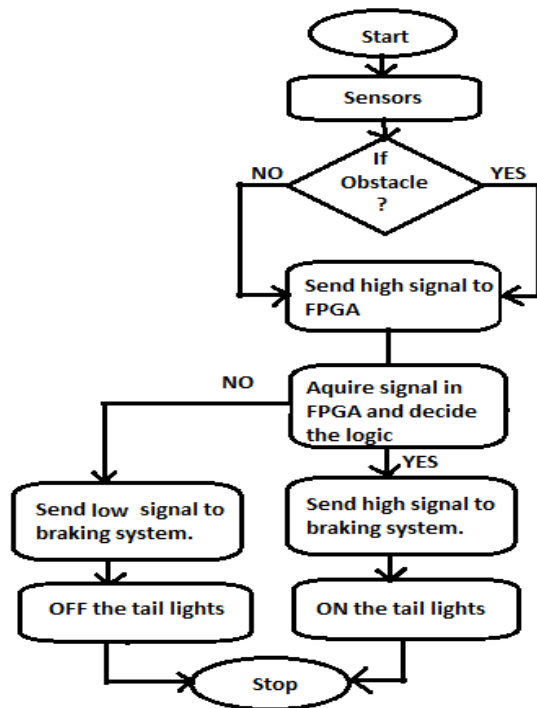 Start
Sensors
If
Obstacle
?
NO
YES
Send high signal to
FPGA
NO
Aquire signal in
FPGA and decide
the logic
YES
Send low signal to
braking system.
Send high signal to
braking system.
OFF the tail lights
ON the tail lights
Stop